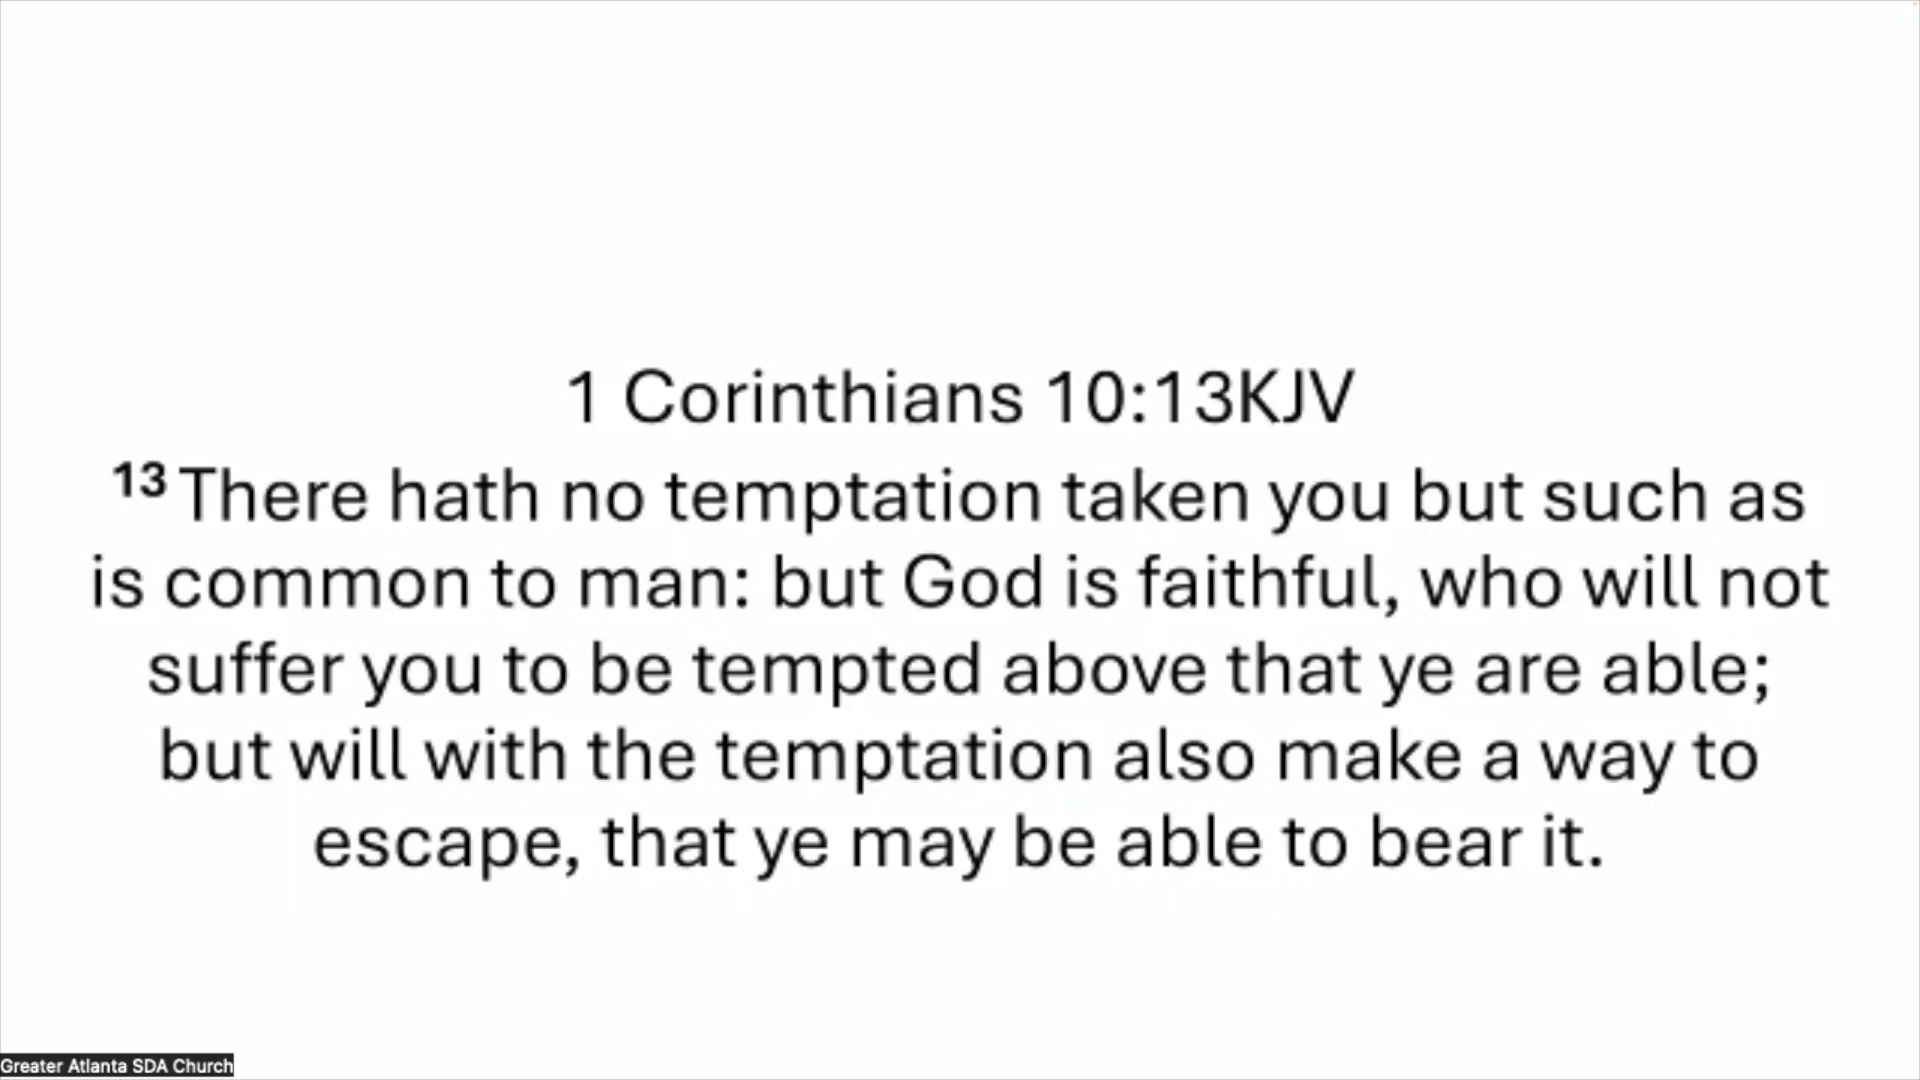 1 Corinthians 10:13KJV
13 There hath no temptation taken you but such as
is common to man: but God is faithful, who will not
suffer you to be tempted above that ye are able;
but will with the temptation also make a way to
escape, that ye may be able to bear it.
Greater Atlanta SDA Church